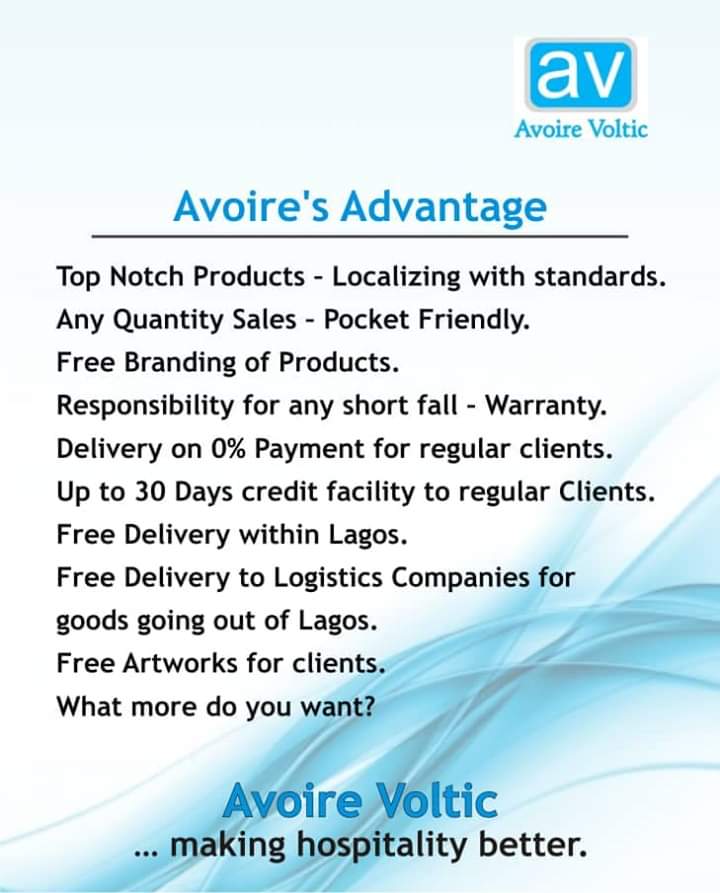 av
Avoire Voltic
Avoire's Advantage
Top Notch Products - Localizing with standards.
Any Quantity Sales - Pocket Friendly.
Free Branding of Products.
Responsibility for any short fall - Warranty.
Delivery on 0% Payment for regular clients.
Up to 30 Days credit facility to regular Clients.
Free Delivery within Lagos.
Free Delivery to Logistics Companies for
goods going out of Lagos.
Free Artworks for clients.
What more do you want?
Avoire Voltic
... making hospitality better.